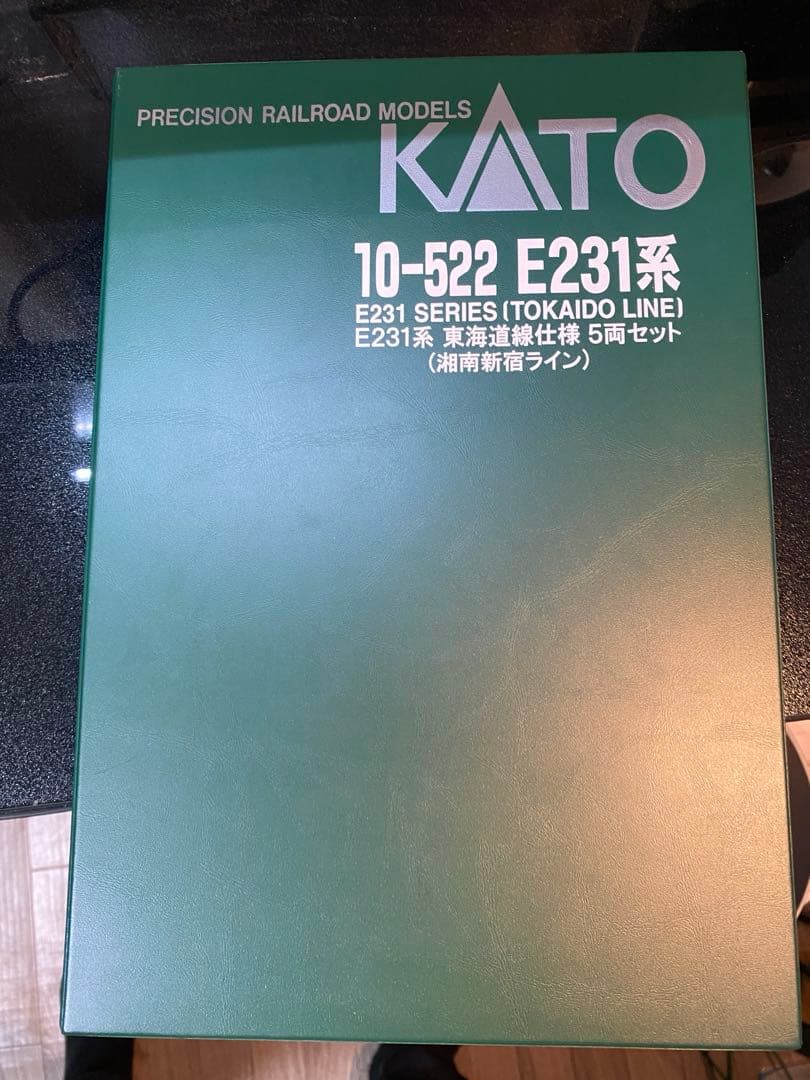 PRECISION RAILROAD MODELS
KATO
10-522 E231系
E231 SERIES (TOKAIDO LINE)
E231系 東海道線仕様 5両セット
(湘南新宿ライン)